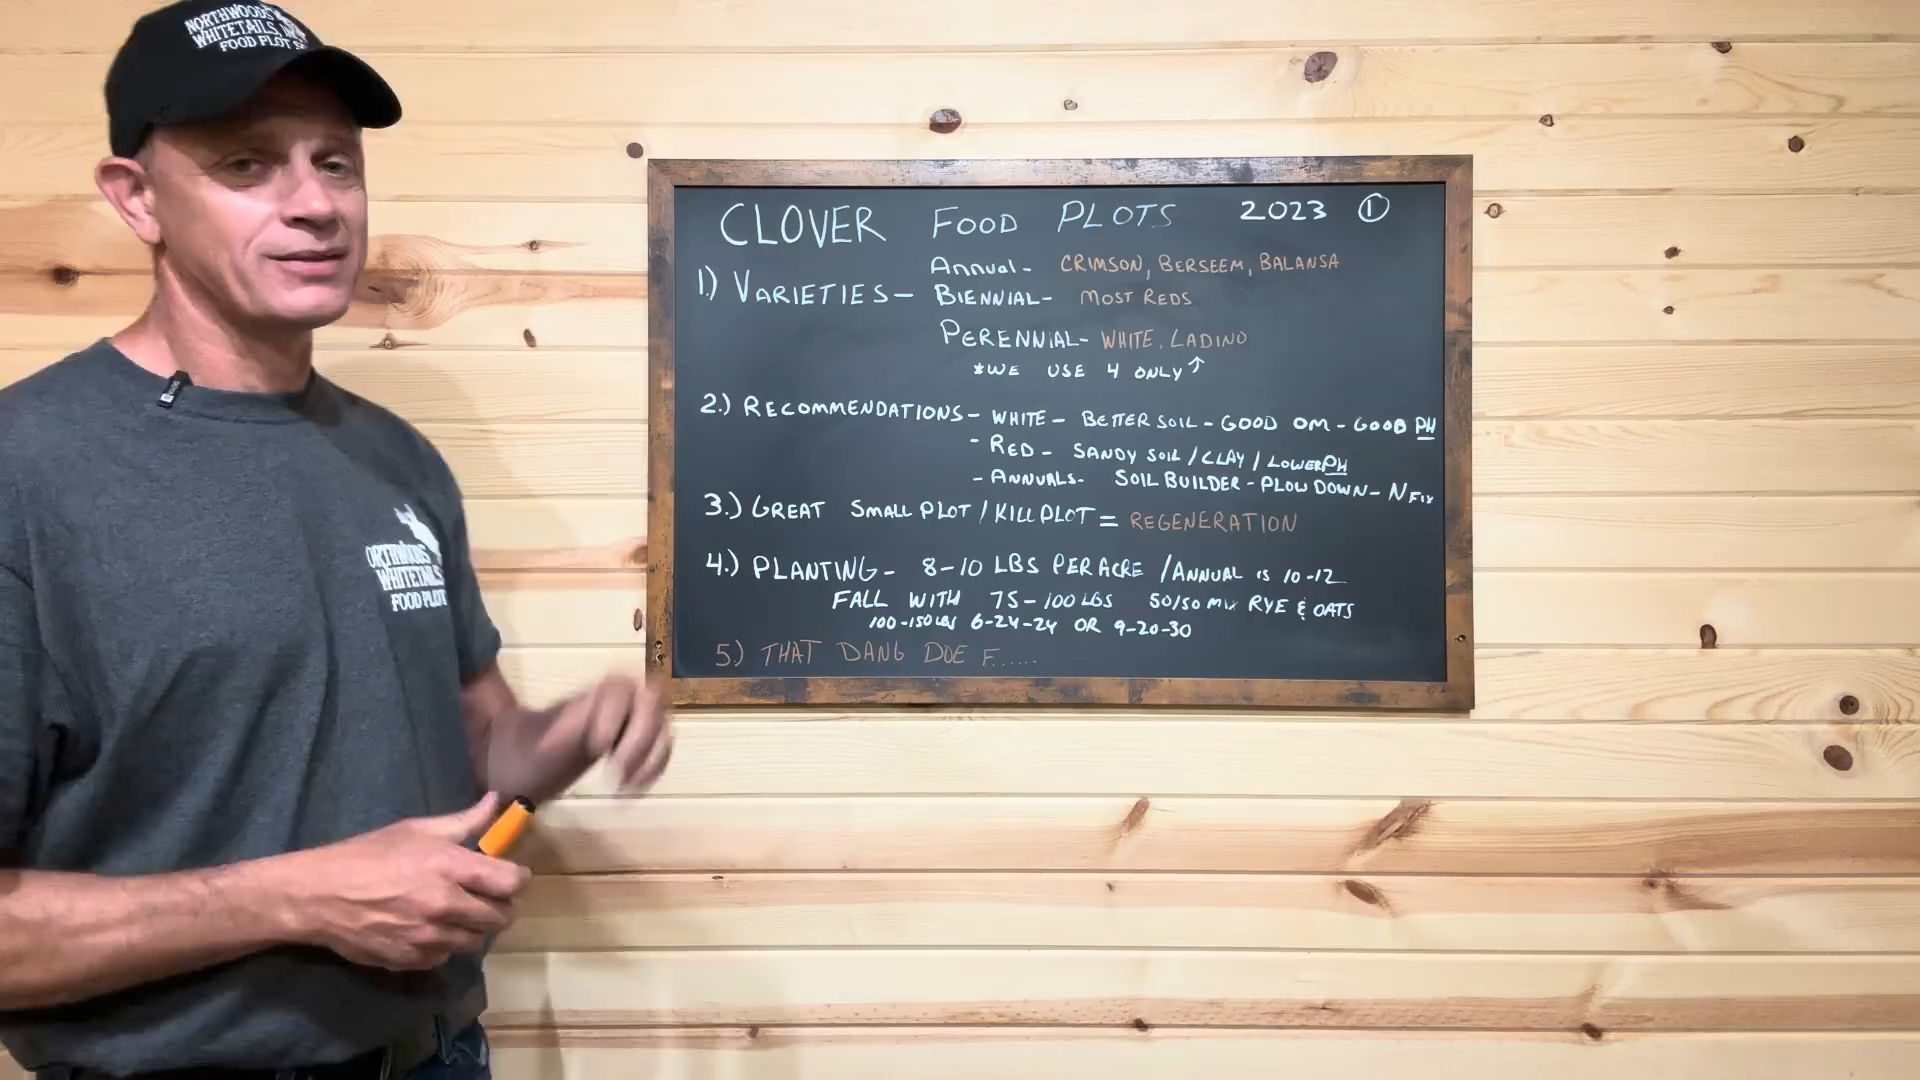 NORTHWOODS
WHITETAILS
FOOD PLOT
CLOVER FOOD PLOTS 2023 1
1.) VARIETIES - ANNUAL - CRIMSON, BERSEEM, BALANSA
BIENNIAL - MOST REDS
PERENNIAL - WHITE, LADINO
*WE USE 4 ONLY ↑
2.) RECOMMENDATIONS - WHITE - BETTER SOIL - GOOD OM - GOOD PH
- RED - SANDY SOIL / CLAY / LOWER PH
- ANNUALS - SOIL BUILDER - PLOW DOWN - N FIX
3.) GREAT SMALL PLOT / KILL PLOT = REGENERATION
4.) PLANTING - 8-10 LBS PER ACRE / ANNUAL IS 10-12
FALL WITH 75-100 LBS 50/50 MIX RYE & OATS
100-150 LBS 6-24-24 OR 9-20-30
5.) THAT DANG DOE F......
ORTHWOODS
WHITETAILS
FOOD PLOT